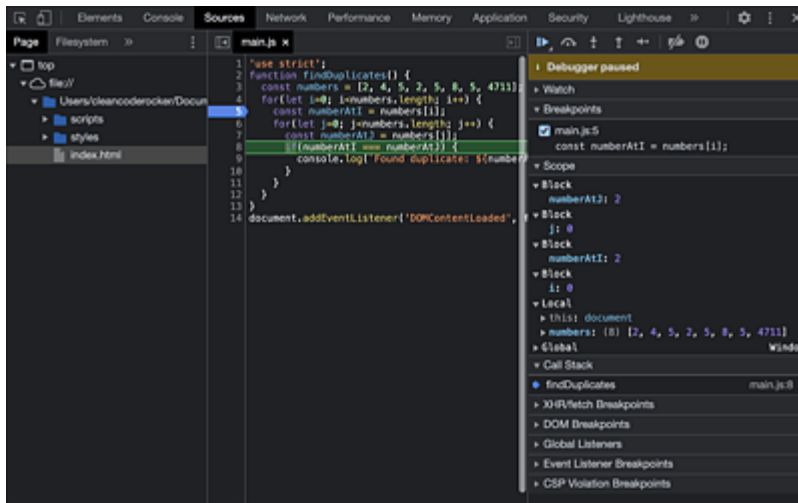 Elements Console Sources Network Performance Memory Application Security Lighthouse »
Page Filesystem » main.js ×
top
file://
Users/cleancoderocker/Docum
scripts
styles
index.html
1 'use strict';
2 function findDuplicates() {
3 const numbers = [2, 4, 5, 2, 5, 8, 5, 4711];
4 for(let i=0; i<numbers.length; i++) {
5 const numberAtI = numbers[i];
6 for(let j=0; j<numbers.length; j++) {
7 const numberAtJ = numbers[j];
8 if(numberAtI === numberAtJ) {
9 console.log(`Found duplicate: ${number
10 }
11 }
12 }
13 }
14 document.addEventListener('DOMContentLoaded', f
Debugger paused
Watch
Breakpoints
main.js:5
const numberAtI = numbers[i];
Scope
Block
numberAtJ: 2
Block
j: 0
Block
numberAtI: 2
Block
i: 0
Local
this: document
numbers: (8) [2, 4, 5, 2, 5, 8, 5, 4711]
Global Windo
Call Stack
findDuplicates main.js:8
XHR/fetch Breakpoints
DOM Breakpoints
Global Listeners
Event Listener Breakpoints
CSP Violation Breakpoints